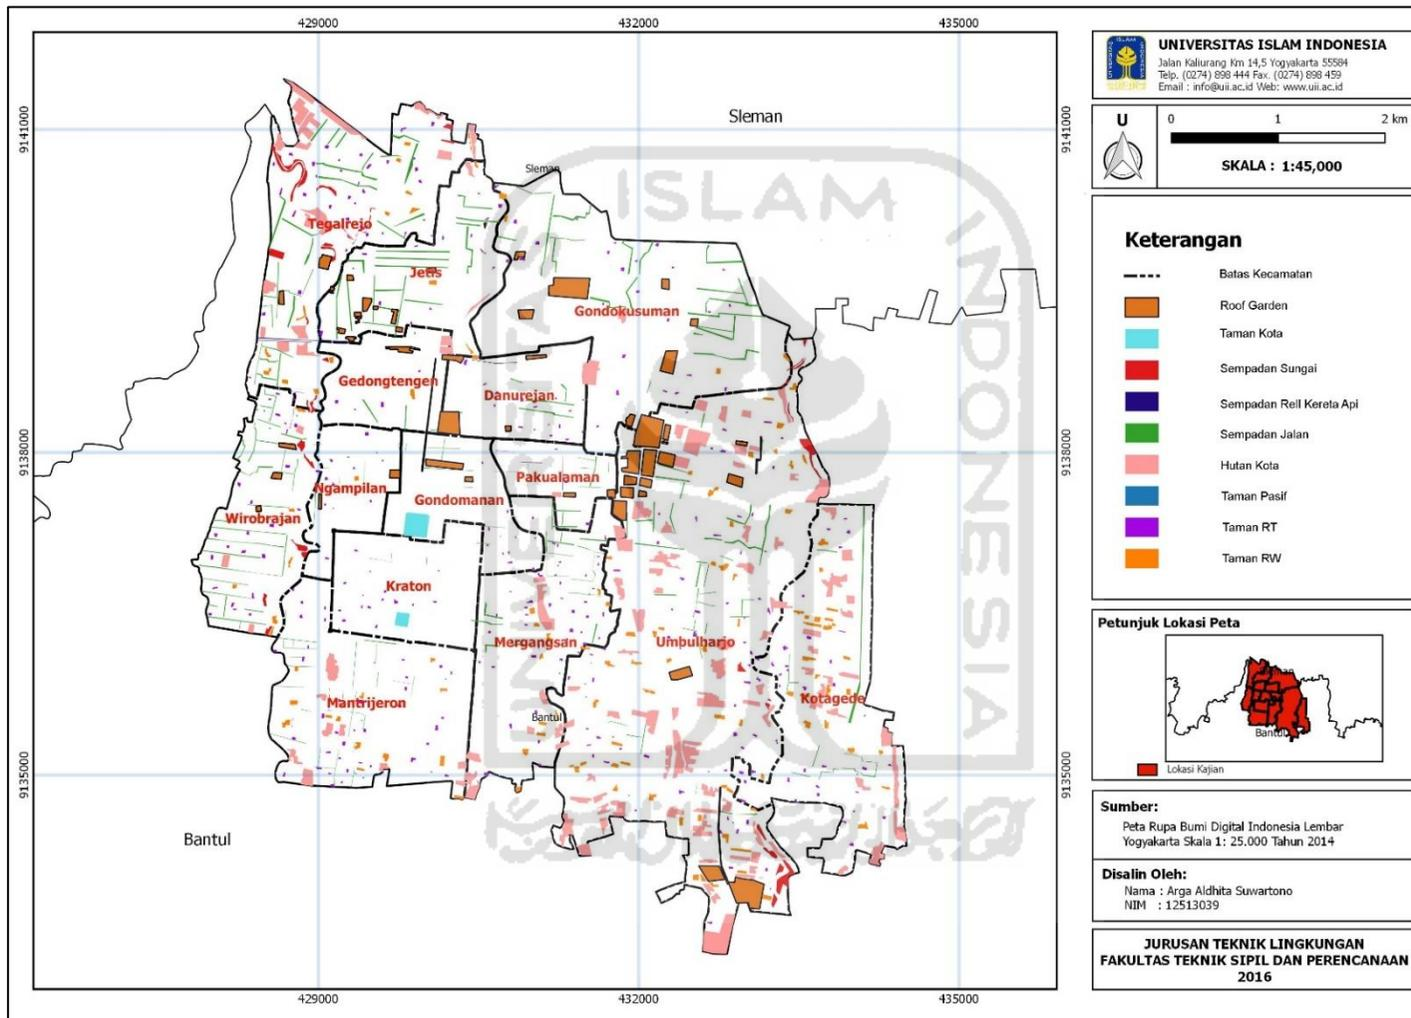 429000
432000
435000
9141000
9138000
9135000
9141000
9138000
9135000
429000
432000
435000
Sleman
Sleman
Tegalrejo
Jetis
Gondokusuman
Gedongtengen
Danurejan
Ngampilan
Gondomanan
Pakualaman
Wirobrajan
Kraton
Mergangsan
Umbulharjo
Mantrijeron
Kotagede
Bantul
Bantul
ISLAM
UNIVERSITAS
INDONESIA
UNIVERSITAS ISLAM INDONESIA
Jalan Kaliurang Km 14,5 Yogyakarta 55584
Telp. (0274) 898 444 Fax. (0274) 898 459
Email : info@uii.ac.id Web: www.uii.ac.id
U
0 1 2 km
SKALA : 1:45,000
Keterangan
Batas Kecamatan
Roof Garden
Taman Kota
Sempadan Sungai
Sempadan Rell Kereta Api
Sempadan Jalan
Hutan Kota
Taman Pasif
Taman RT
Taman RW
Petunjuk Lokasi Peta
Bantul
Lokasi Kajian
Sumber:
Peta Rupa Bumi Digital Indonesia Lembar
Yogyakarta Skala 1: 25.000 Tahun 2014
Disalin Oleh:
Nama : Arga Aldhita Suwartono
NIM : 12513039
JURUSAN TEKNIK LINGKUNGAN
FAKULTAS TEKNIK SIPIL DAN PERENCANAAN
2016